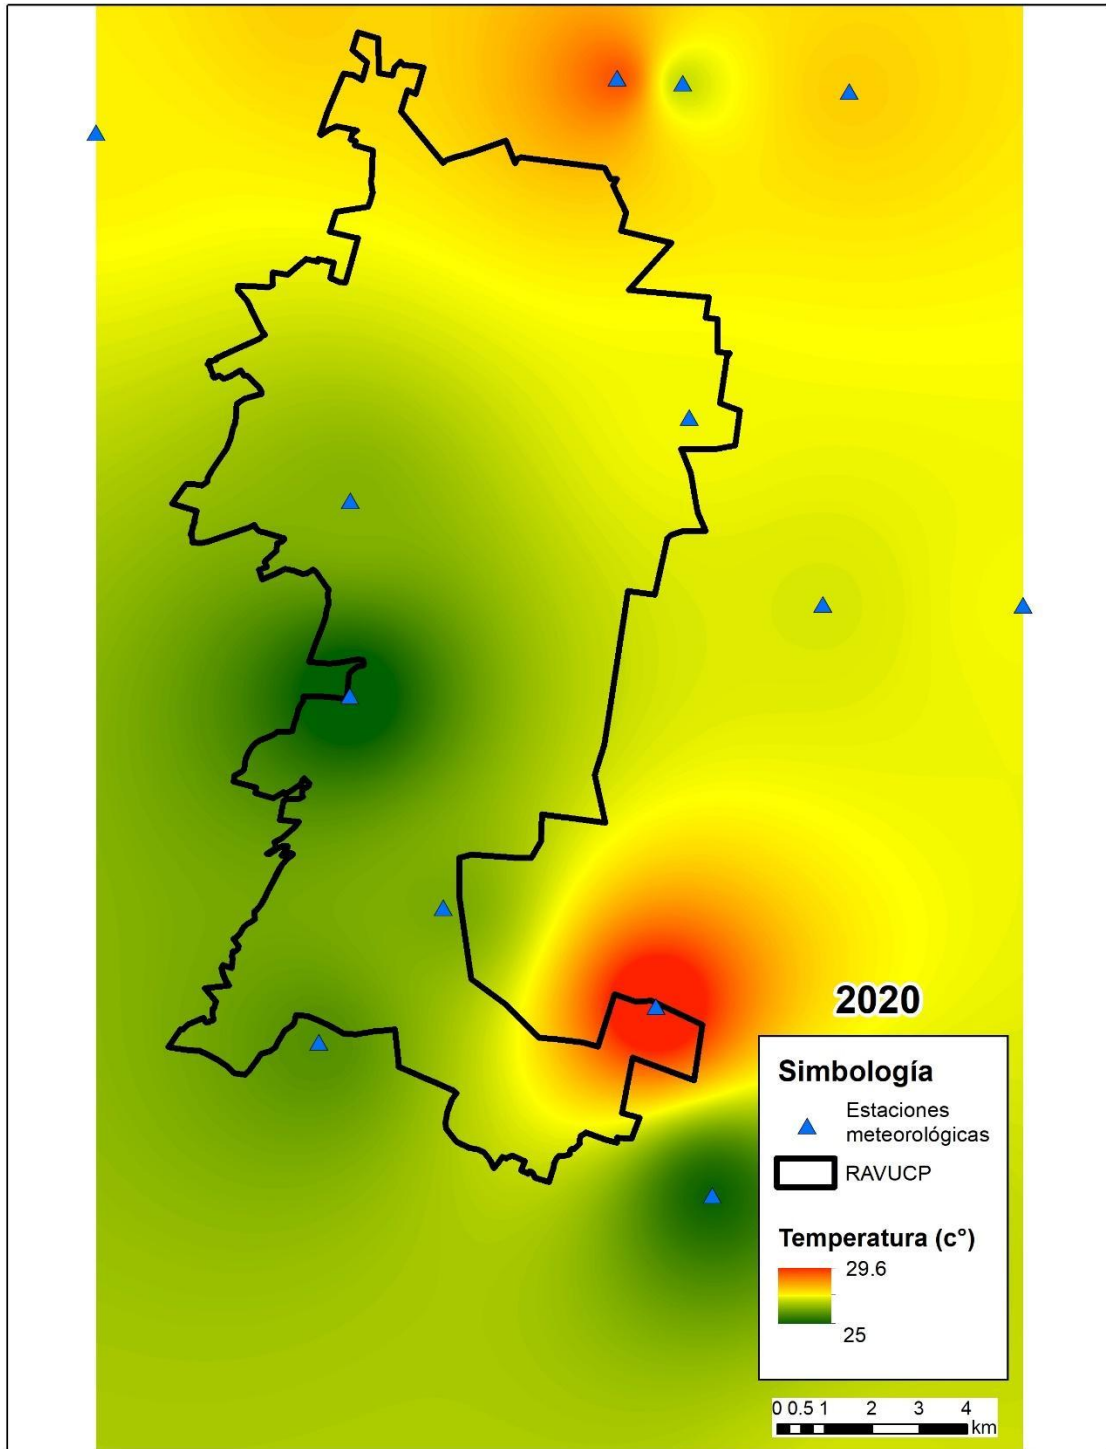 2020
Simbología
Estaciones
meteorológicas
RAVUCP
Temperatura (c°)
29.6
25
0 0.5 1 2 3 4
km